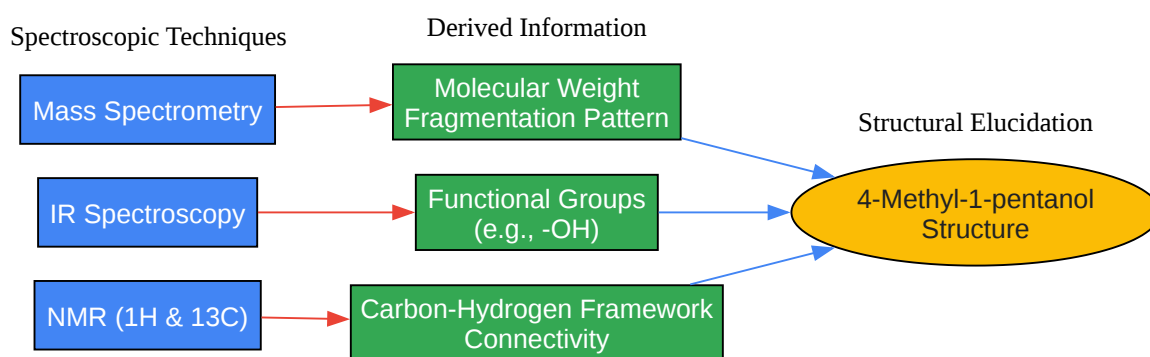 Spectroscopic Techniques
Derived Information
Structural Elucidation
Mass Spectrometry
Molecular Weight
Fragmentation Pattern
IR Spectroscopy
Functional Groups
(e.g., -OH)
4-Methyl-1-pentanol
Structure
NMR (1H & 13C)
Carbon-Hydrogen Framework
Connectivity